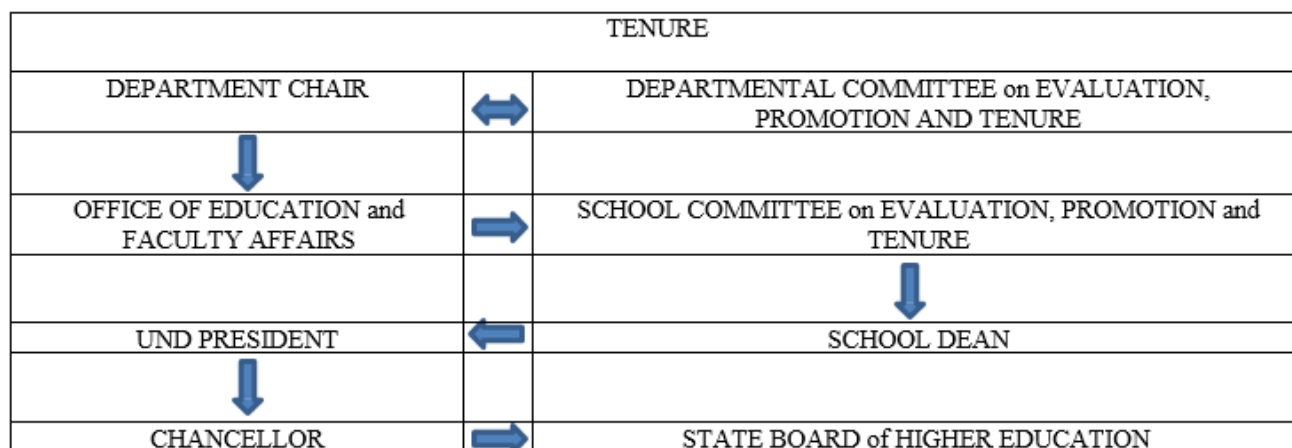 TENURE
DEPARTMENT CHAIR
DEPARTMENTAL COMMITTEE on EVALUATION,
PROMOTION AND TENURE
OFFICE OF EDUCATION and
FACULTY AFFAIRS
SCHOOL COMMITTEE on EVALUATION, PROMOTION and
TENURE
UND PRESIDENT
SCHOOL DEAN
CHANCELLOR
STATE BOARD of HIGHER EDUCATION